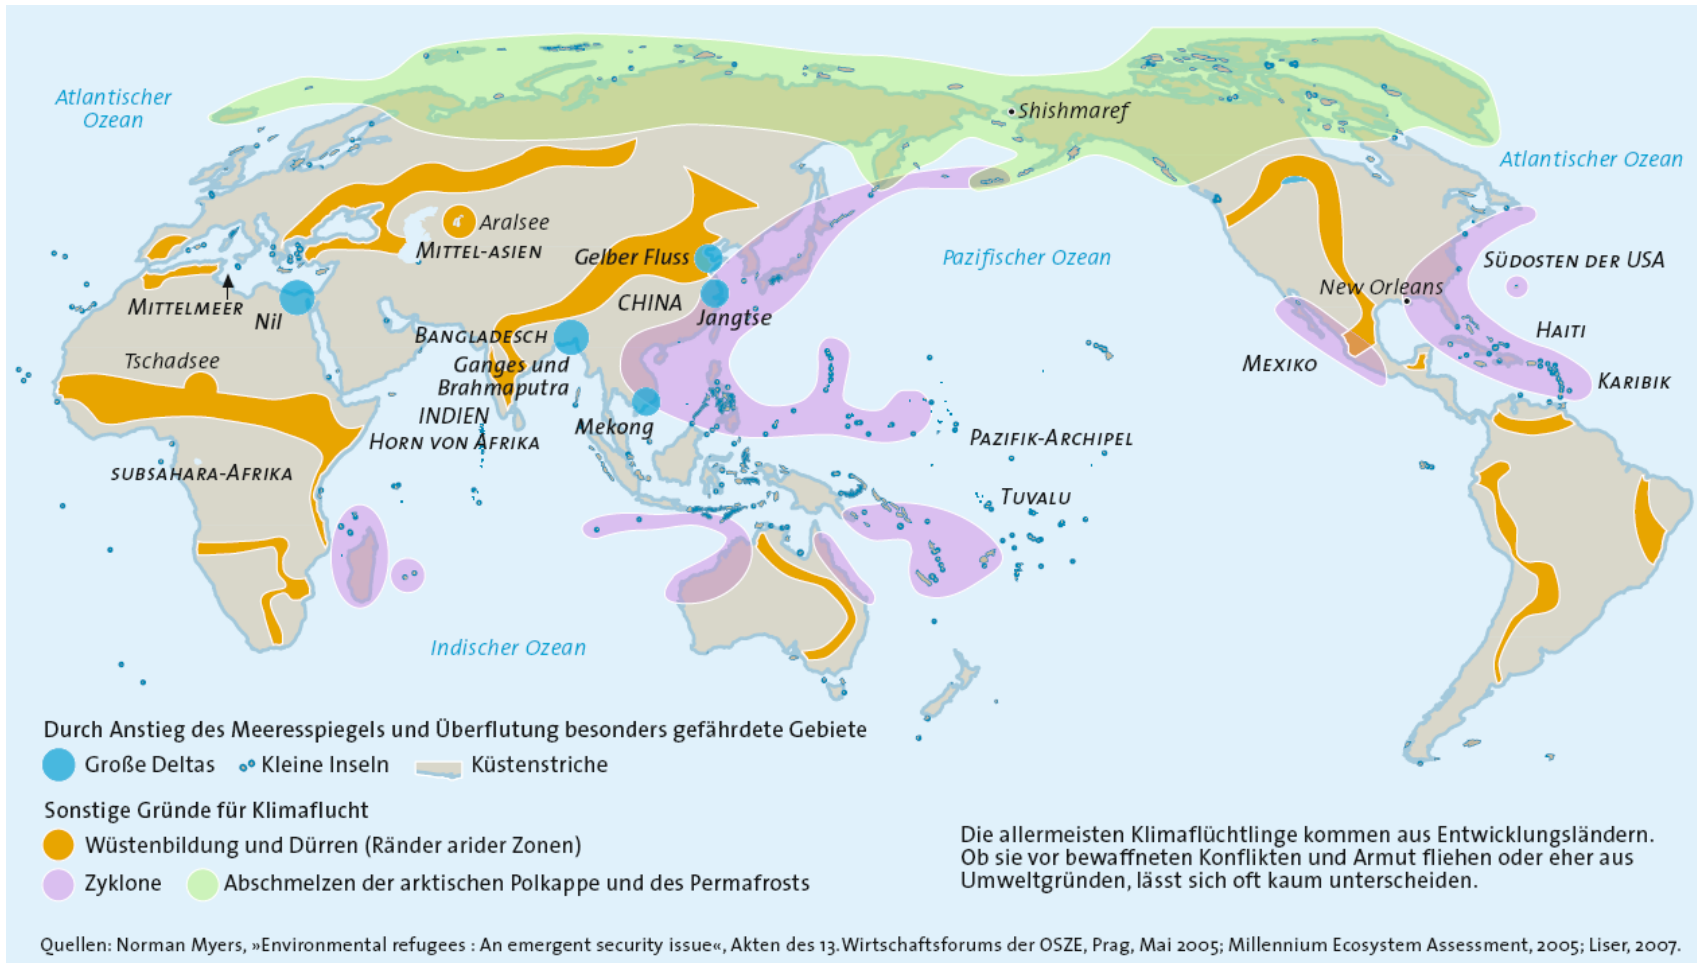 Atlantischer
Ozean
Shishmaref
Atlantischer Ozean
Aralsee
Mittel-asien
Gelber Fluss
Pazifischer Ozean
Südosten der USA
New Orleans
CHINA
Jangtse
Mittelmeer
Nil
Bangladesch
Ganges und
Brahmaputra
Haiti
Mexiko
Karibik
Tschadsee
INDIEN
Horn von Afrika
Mekong
Pazifik-Archipel
subsahara-Afrika
Tuvalu
Indischer Ozean
Durch Anstieg des Meeresspiegels und Überflutung besonders gefährdete Gebiete
Große Deltas
Kleine Inseln
Küstenstriche
Sonstige Gründe für Klimaflucht
Wüstenbildung und Dürren (Ränder arider Zonen)
Zyklone
Abschmelzen der arktischen Polkappe und des Permafrosts
Die allermeisten Klimaflüchtlinge kommen aus Entwicklungsländern.
Ob sie vor bewaffneten Konflikten und Armut fliehen oder eher aus
Umweltgründen, lässt sich oft kaum unterscheiden.
Quellen: Norman Myers, »Environmental refugees : An emergent security issue«, Akten des 13.Wirtschaftsforums der OSZE, Prag, Mai 2005; Millennium Ecosystem Assessment, 2005; Liser, 2007.